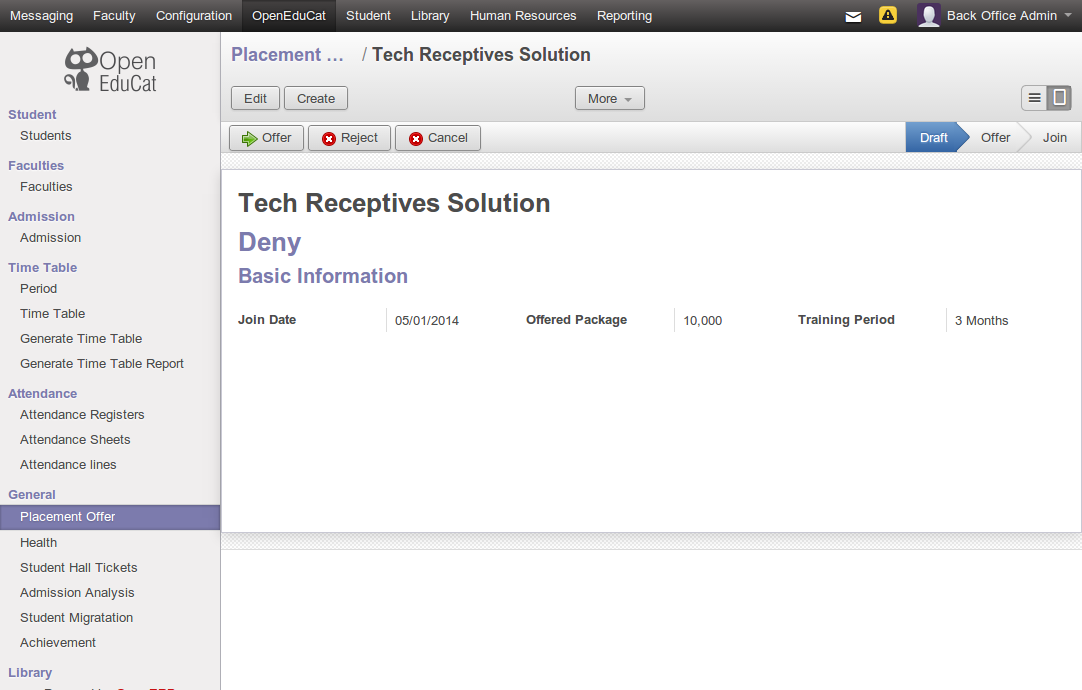 Messaging Faculty Configuration OpenEduCat Student Library Human Resources Reporting Back Office Admin
Open
EduCat
Student
Students
Faculties
Faculties
Admission
Admission
Time Table
Period
Time Table
Generate Time Table
Generate Time Table Report
Attendance
Attendance Registers
Attendance Sheets
Attendance lines
General
Placement Offer
Health
Student Hall Tickets
Admission Analysis
Student Migratation
Achievement
Library
Placement ... / Tech Receptives Solution
Edit Create More
Offer Reject Cancel Draft Offer Join
Tech Receptives Solution
Deny
Basic Information
Join Date 05/01/2014 Offered Package 10,000 Training Period 3 Months